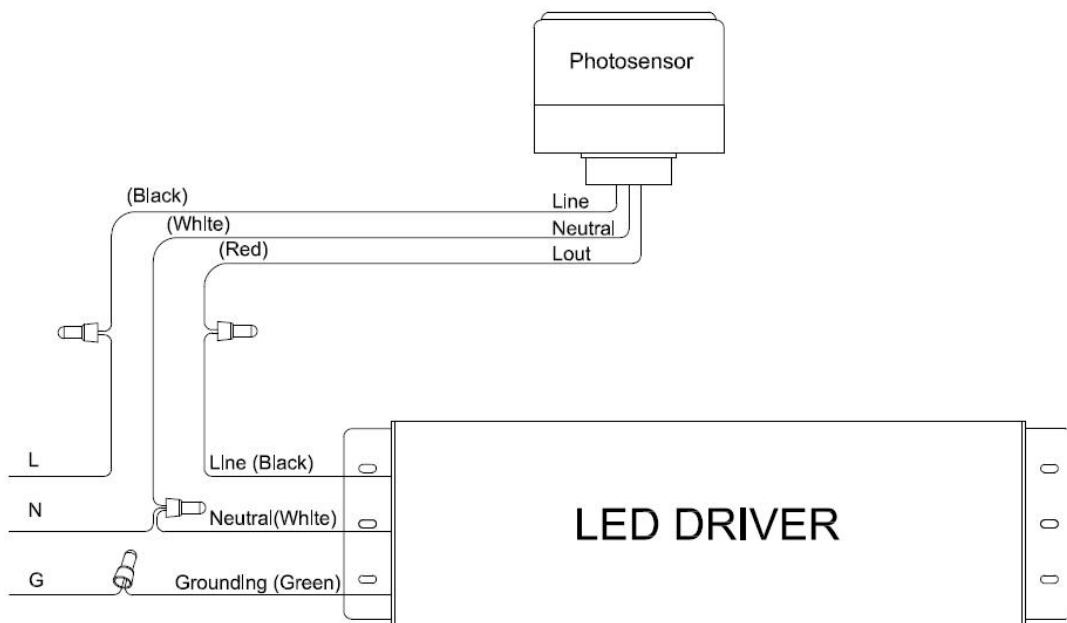 Photosensor
(Black)
Line
(White)
Neutral
(Red)
Lout
L
Line (Black)
N
Neutral(White)
LED DRIVER
G
Grounding (Green)